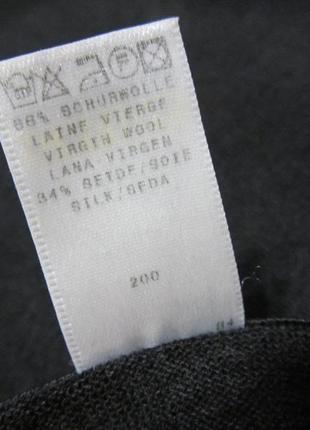 66% SCHURWOLLE
LAINE VIERGE
VIRGIN WOOL
LANA VIRGEN
34% SEIDE/SOIE
SILK/SEDA
200